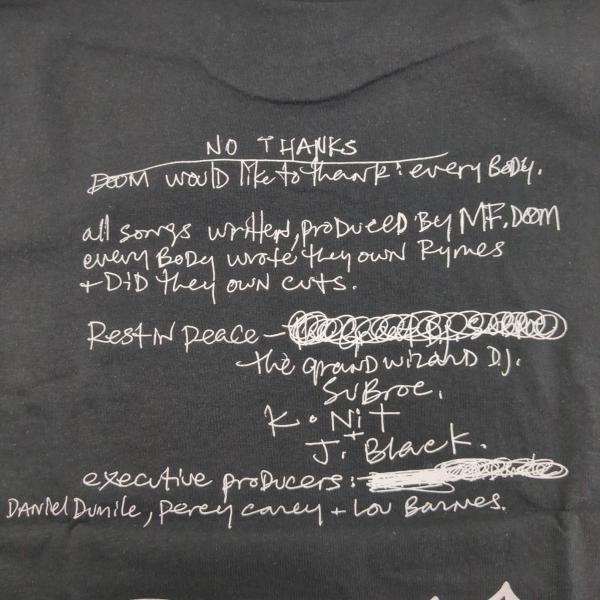 NO THANKS
DOOM would like to thank: every BODy.
all songs written, produced By MF. DOOM
every BoDy wrote they own Rymes
+ DiD they own cuts.
Rest in peace -
the grand wizard D.J.
SuBroc.
K. Nit
+
J. Black.
executive producers:
Daniel Dumile, percy carey + Lou Barnes.